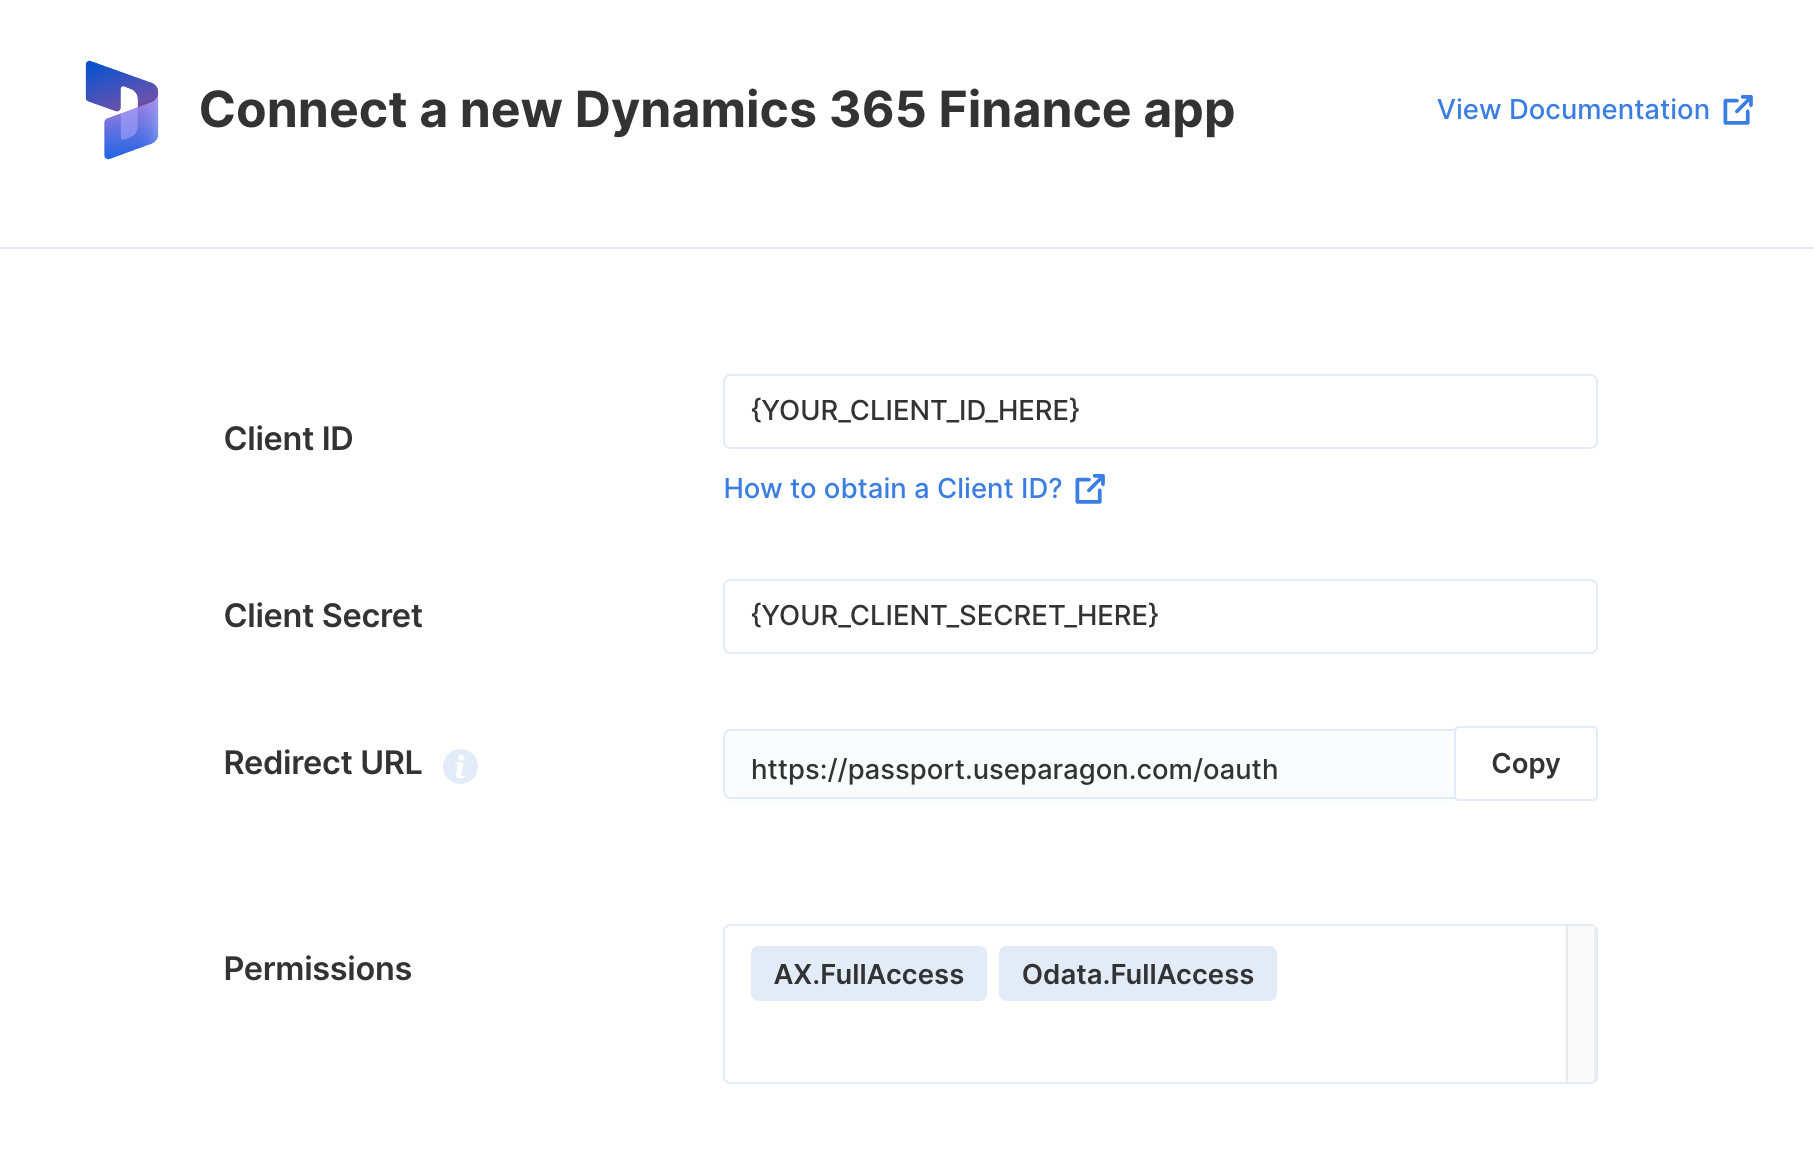 Connect a new Dynamics 365 Finance app
View Documentation
Client ID
{YOUR_CLIENT_ID_HERE}
How to obtain a Client ID?
Client Secret
{YOUR_CLIENT_SECRET_HERE}
Redirect URL
https://passport.useparagon.com/oauth
Copy
Permissions
AX.FullAccess
Odata.FullAccess